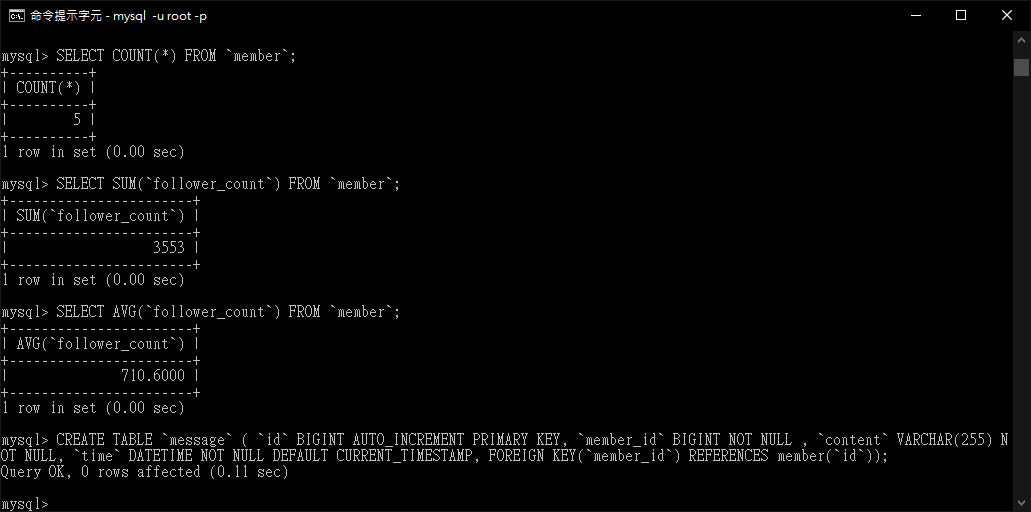 命令提示字元 - mysql -u root -p
mysql> SELECT COUNT(*) FROM `member`;
+----------+
| COUNT(*) |
+----------+
|        5 |
+----------+
1 row in set (0.00 sec)
mysql> SELECT SUM(`follower_count`) FROM `member`;
+-----------------------+
| SUM(`follower_count`) |
+-----------------------+
|                  3553 |
+-----------------------+
1 row in set (0.00 sec)
mysql> SELECT AVG(`follower_count`) FROM `member`;
+-----------------------+
| AVG(`follower_count`) |
+-----------------------+
|              710.6000 |
+-----------------------+
1 row in set (0.00 sec)
mysql> CREATE TABLE `message` ( `id` BIGINT AUTO_INCREMENT PRIMARY KEY, `member_id` BIGINT NOT NULL , `content` VARCHAR(255) N
OT NULL, `time` DATETIME NOT NULL DEFAULT CURRENT_TIMESTAMP, FOREIGN KEY(`member_id`) REFERENCES member(`id`));
Query OK, 0 rows affected (0.11 sec)
mysql>